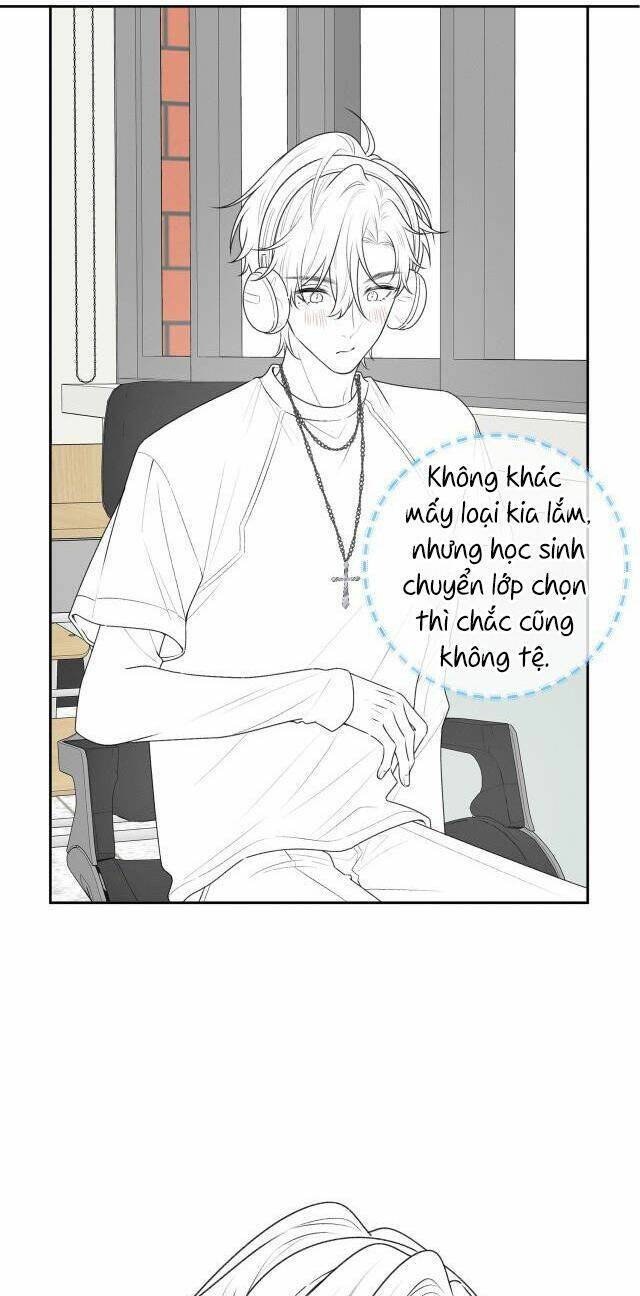 Không khác
mấy loại kia lắm,
nhưng học sinh
chuyển lớp chọn
thì chắc cũng
không tệ.